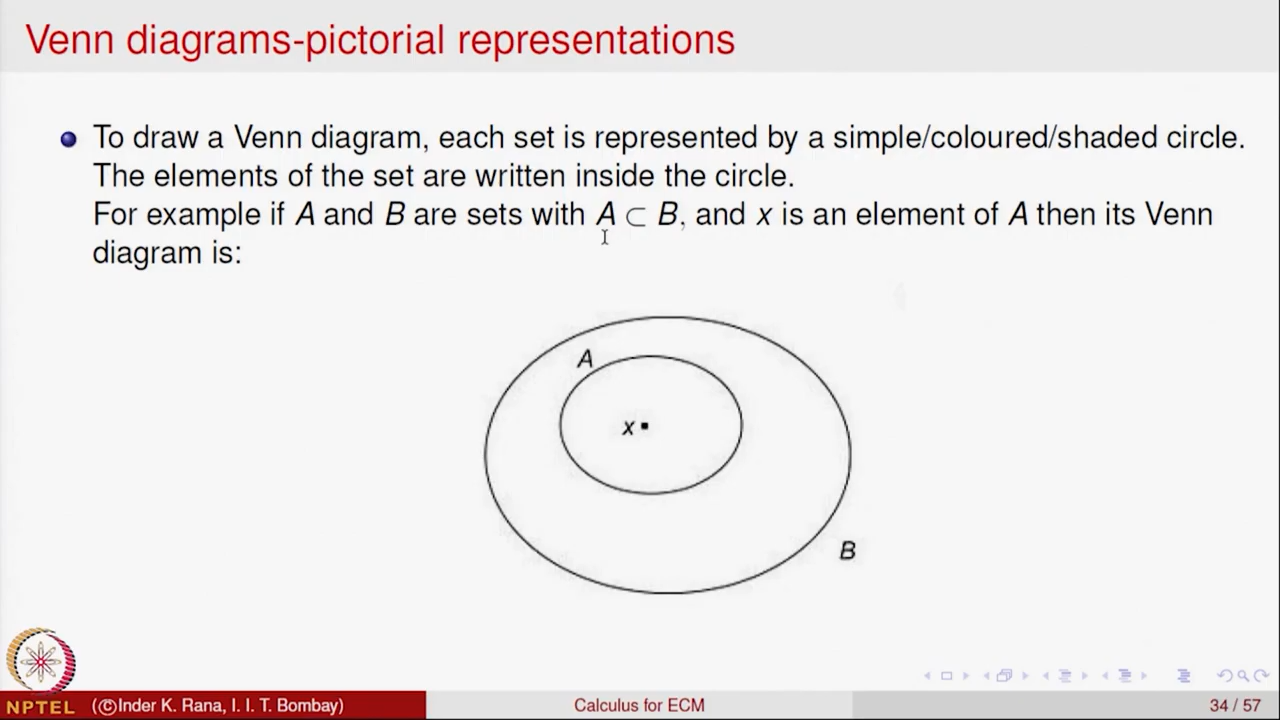 Venn diagrams-pictorial representations
To draw a Venn diagram, each set is represented by a simple/coloured/shaded circle.
The elements of the set are written inside the circle.
For example if A and B are sets with A ⊂ B, and x is an element of A then its Venn
diagram is:
A
x
B
NPTEL
(©Inder K. Rana, I. I. T. Bombay)
Calculus for ECM
34 / 57